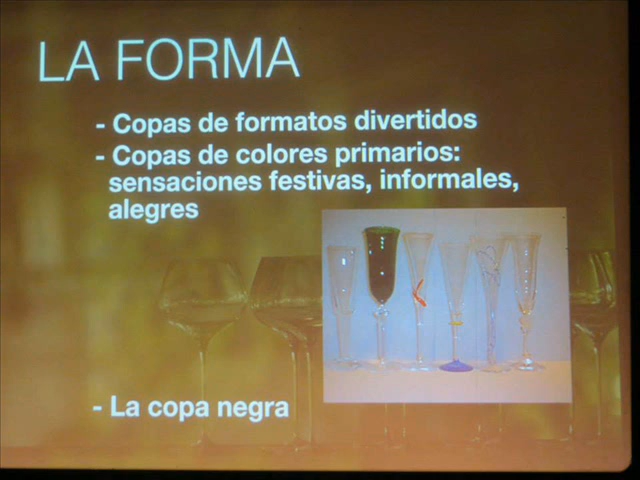 LA FORMA
- Copas de formatos divertidos
- Copas de colores primarios:
sensaciones festivas, informales,
alegres
- La copa negra